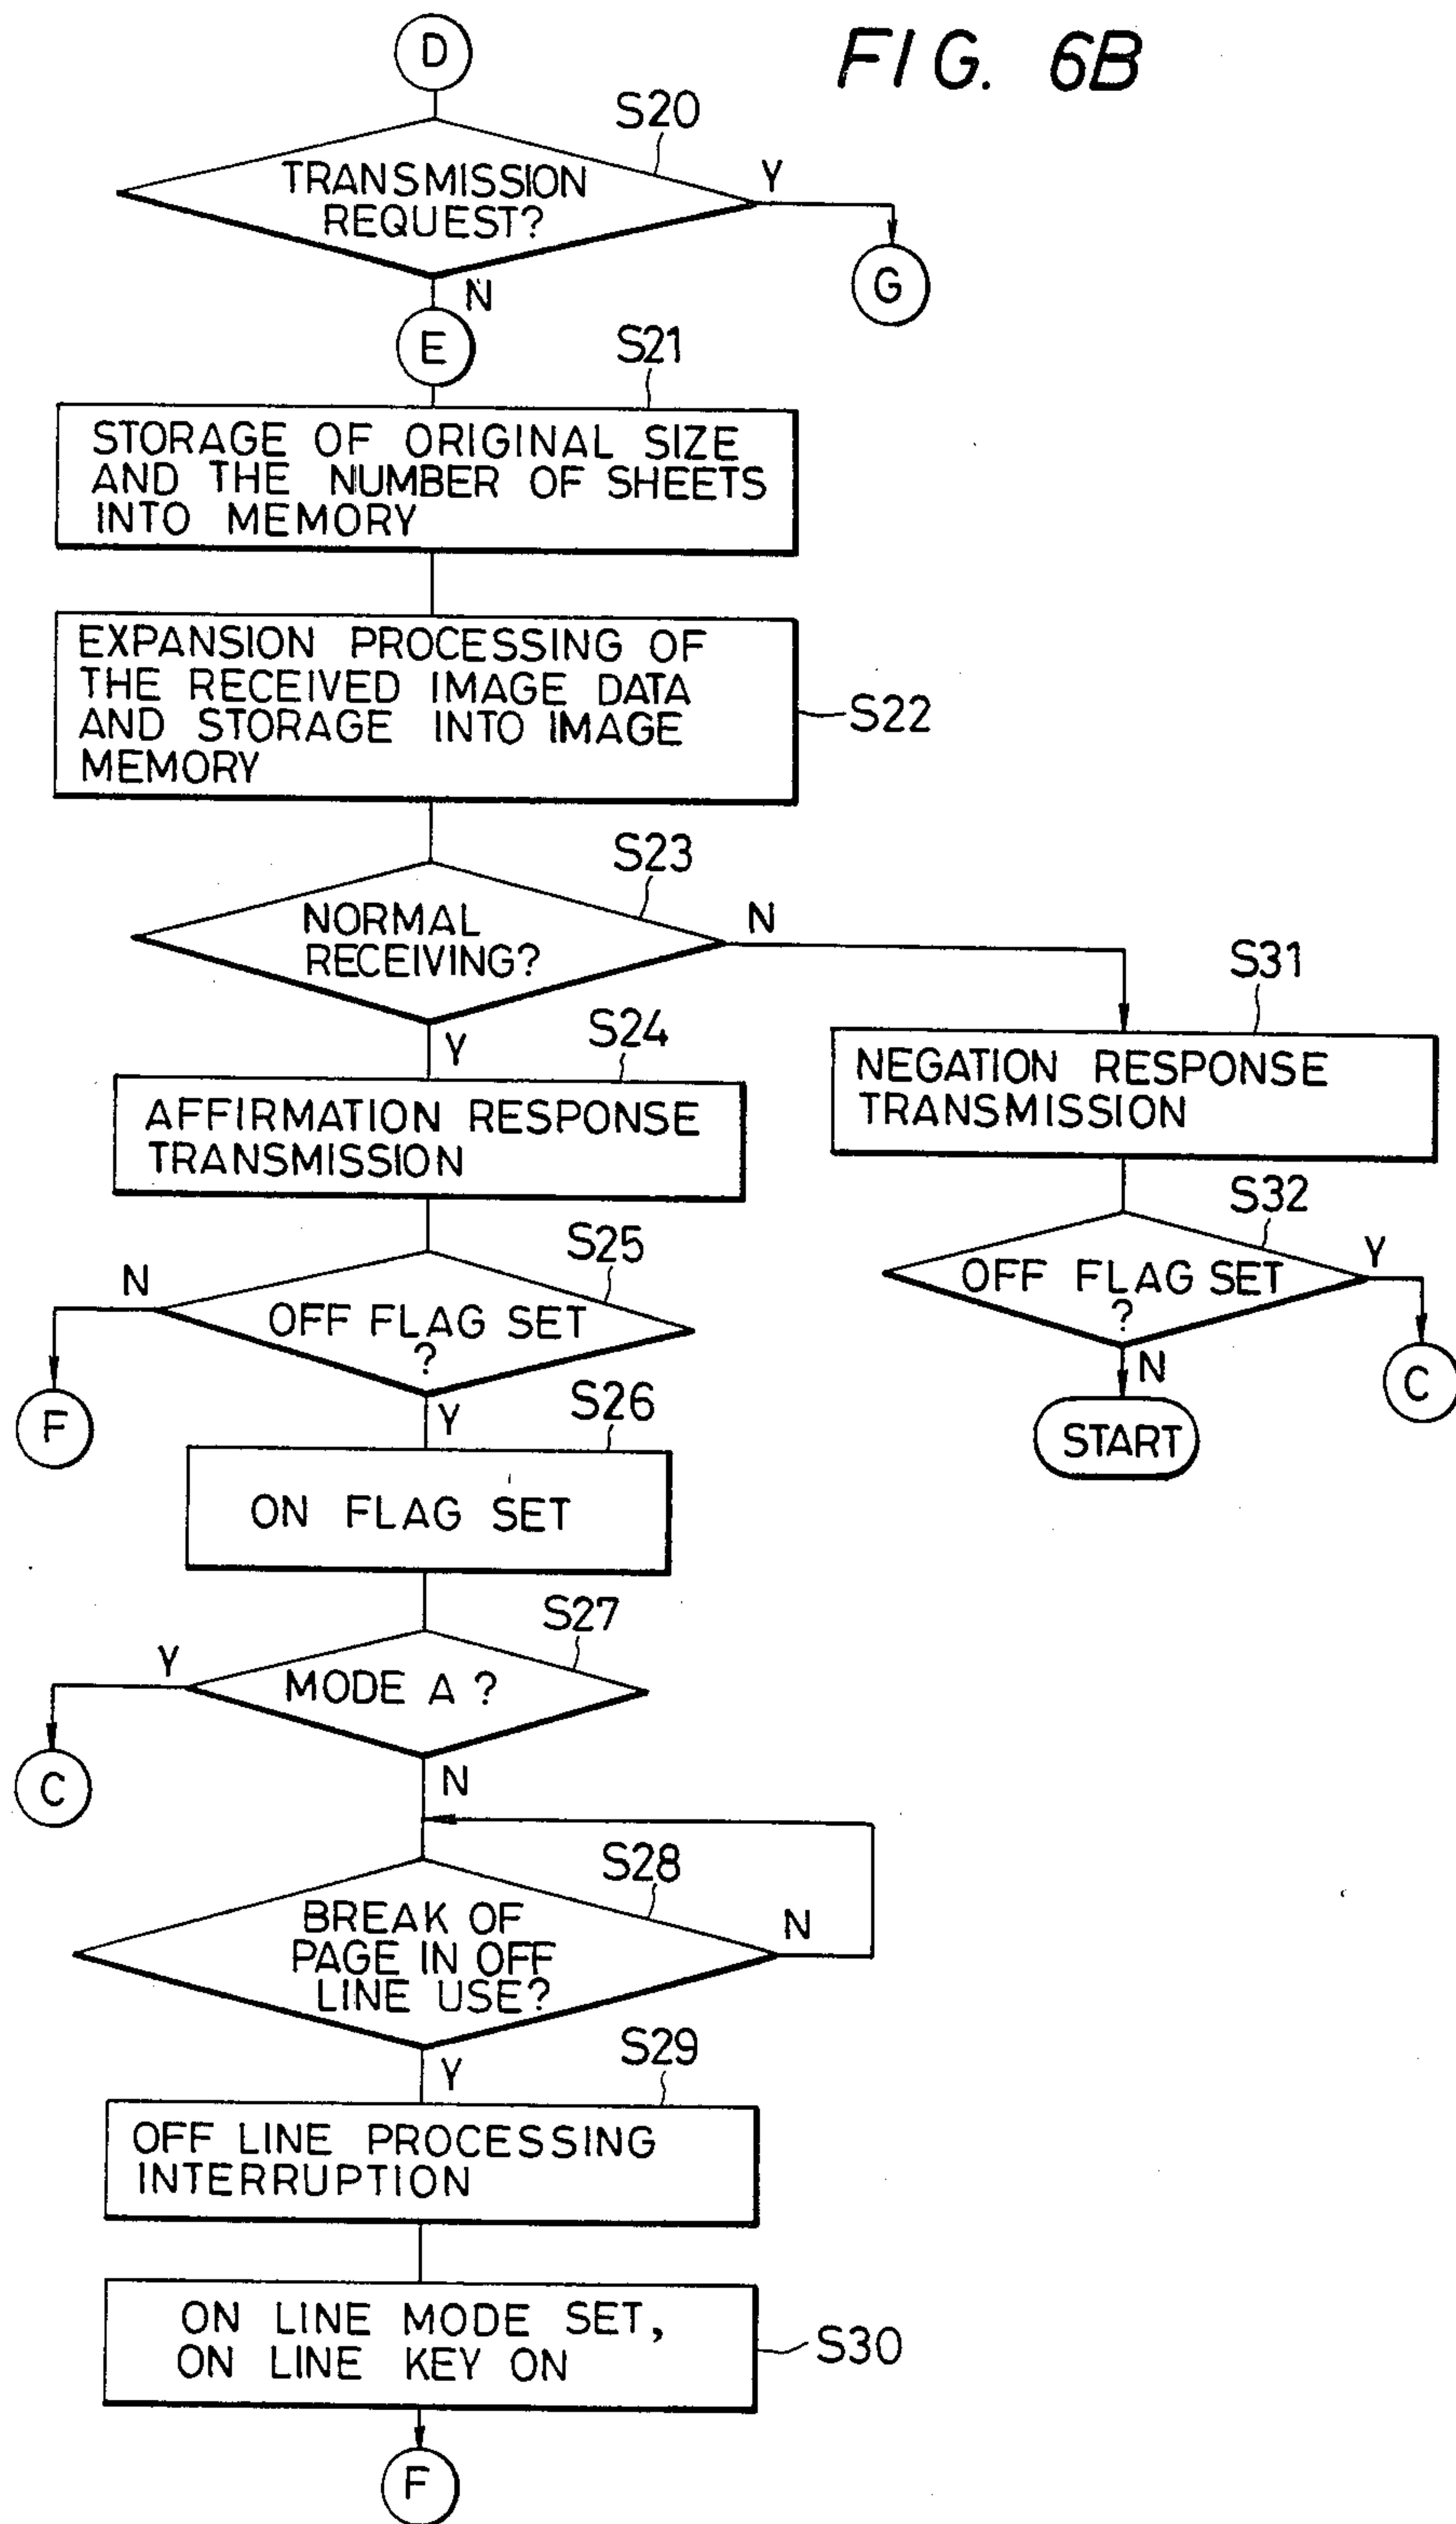 FIG. 6B
D
S20
TRANSMISSION
REQUEST?
Y
G
N
E
S21
STORAGE OF ORIGINAL SIZE
AND THE NUMBER OF SHEETS
INTO MEMORY
EXPANSION PROCESSING OF
THE RECEIVED IMAGE DATA
AND STORAGE INTO IMAGE
MEMORY
S22
S23
NORMAL
RECEIVING?
N
Y
S24
AFFIRMATION RESPONSE
TRANSMISSION
S31
NEGATION RESPONSE
TRANSMISSION
S32
OFF FLAG SET
?
Y
C
N
START
S25
OFF FLAG SET
?
N
F
Y
S26
ON FLAG SET
S27
MODE A ?
Y
C
N
S28
BREAK OF
PAGE IN OFF
LINE USE?
N
Y
S29
OFF LINE PROCESSING
INTERRUPTION
ON LINE MODE SET,
ON LINE KEY ON
S30
F